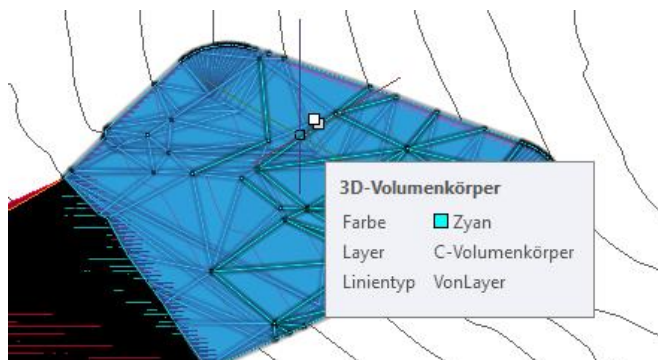 3D-Volumenkörper
Farbe Zyan
Layer C-Volumenkörper
Linientyp VonLayer